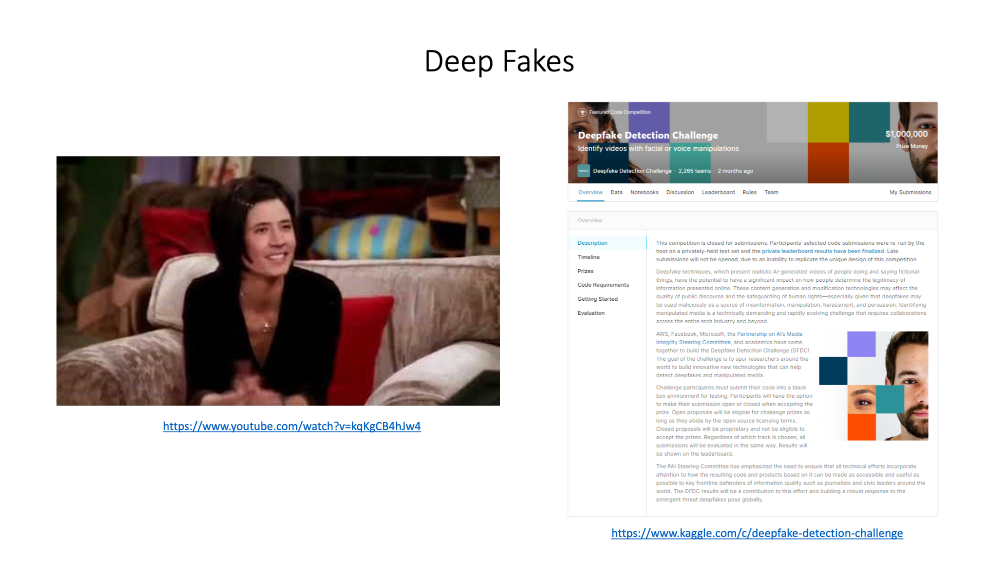 Deep Fakes
https://www.youtube.com/watch?v=kqKgCB4hJw4
Featured Code Competition
Deepfake Detection Challenge
$1,000,000
Identify videos with facial or voice manipulations
Prize Money
DFDC
Deepfake Detection Challenge · 2,265 teams · 2 months ago
Overview Data Notebooks Discussion Leaderboard Rules Team My Submissions
Overview
Description
Timeline
Prizes
Code Requirements
Getting Started
Evaluation
This competition is closed for submissions. Participants' selected code submissions were re-run by the
host on a privately-held test set and the private leaderboard results have been finalized. Late
submissions will not be opened, due to an inability to replicate the unique design of this competition.
Deepfake techniques, which present realistic AI-generated videos of people doing and saying fictional
things, have the potential to have a significant impact on how people determine the legitimacy of
information presented online. These content generation and modification technologies may affect the
quality of public discourse and the safeguarding of human rights—especially given that deepfakes may
be used maliciously as a source of misinformation, manipulation, harassment, and persuasion. Identifying
manipulated media is a technically demanding and rapidly evolving challenge that requires collaborations
across the entire tech industry and beyond.
AWS, Facebook, Microsoft, the Partnership on AI's Media
Integrity Steering Committee, and academics have come
together to build the Deepfake Detection Challenge (DFDC).
The goal of the challenge is to spur researchers around the
world to build innovative new technologies that can help
detect deepfakes and manipulated media.
Challenge participants must submit their code into a black
box environment for testing. Participants will have the option
to make their submission open or closed when accepting the
prize. Open proposals will be eligible for challenge prizes as
long as they abide by the open source licensing terms.
Closed proposals will be proprietary and not be eligible to
accept the prizes. Regardless of which track is chosen, all
submissions will be evaluated in the same way. Results will
be shown on the leaderboard.
The PAI Steering Committee has emphasized the need to ensure that all technical efforts incorporate
attention to how the resulting code and products based on it can be made as accessible and useful as
possible to key frontline defenders of information quality such as journalists and civic leaders around the
world. The DFDC results will be a contribution to this effort and building a robust response to the
emergent threat deepfakes pose globally.
https://www.kaggle.com/c/deepfake-detection-challenge